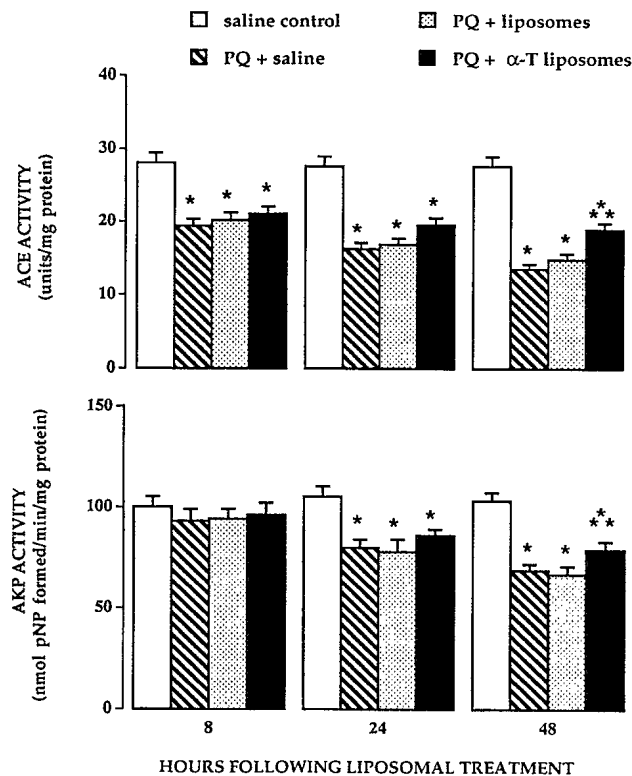 saline control
PQ + liposomes
PQ + saline
PQ + α-T liposomes
ACE ACTIVITY
(units/mg protein)
40
30
20
10
0
* * *
* * *
* * * **
AKP ACTIVITY
(nmol pNP formed/min/mg protein)
150
100
50
0
* * *
* * * **
8 24 48
HOURS FOLLOWING LIPOSOMAL TREATMENT